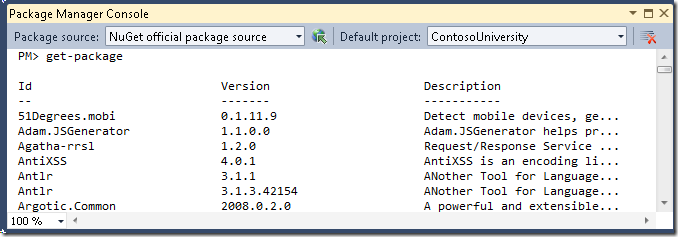 Package Manager Console
Package source: NuGet official package source Default project: ContosoUniversity
PM> get-package
Id Version Description
-- ------- -----------
51Degrees.mobi 0.1.11.9 Detect mobile devices, ge...
Adam.JSGenerator 1.1.0.0 Adam.JSGenerator helps pr...
Agatha-rrsl 1.2.0 Request/Response Service ...
AntiXSS 4.0.1 AntiXSS is an encoding li...
Antlr 3.1.1 ANother Tool for Language...
Antlr 3.1.3.42154 ANother Tool for Language...
Argotic.Common 2008.0.2.0 A powerful and extensible...
100 %